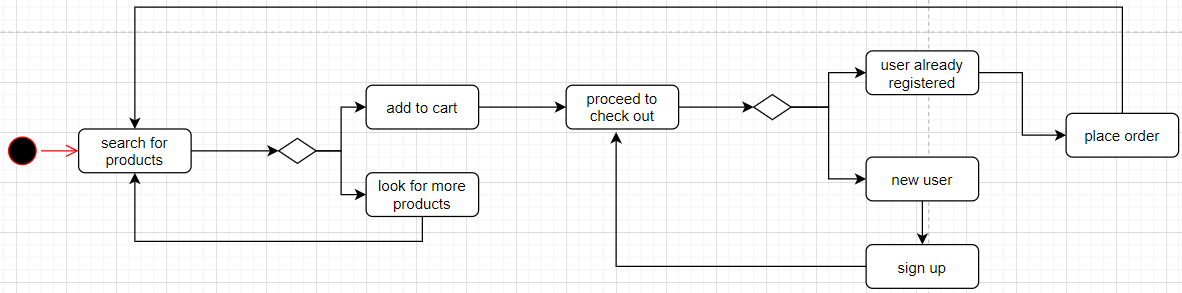 search for
products
add to cart
look for more
products
proceed to
check out
user already
registered
new user
sign up
place order